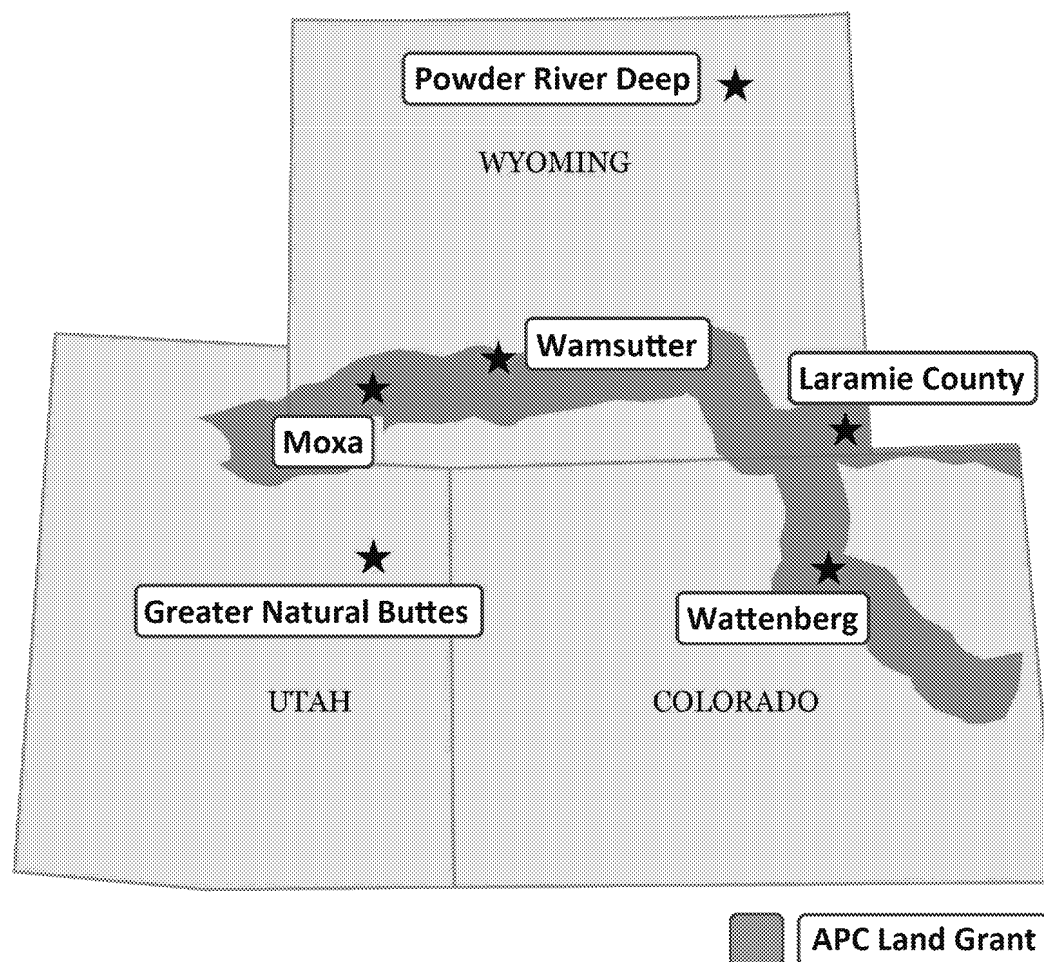 Powder River Deep
WYOMING
Wamsutter
Laramie County
Moxa
Greater Natural Buttes
Wattenberg
UTAH
COLORADO
APC Land Grant